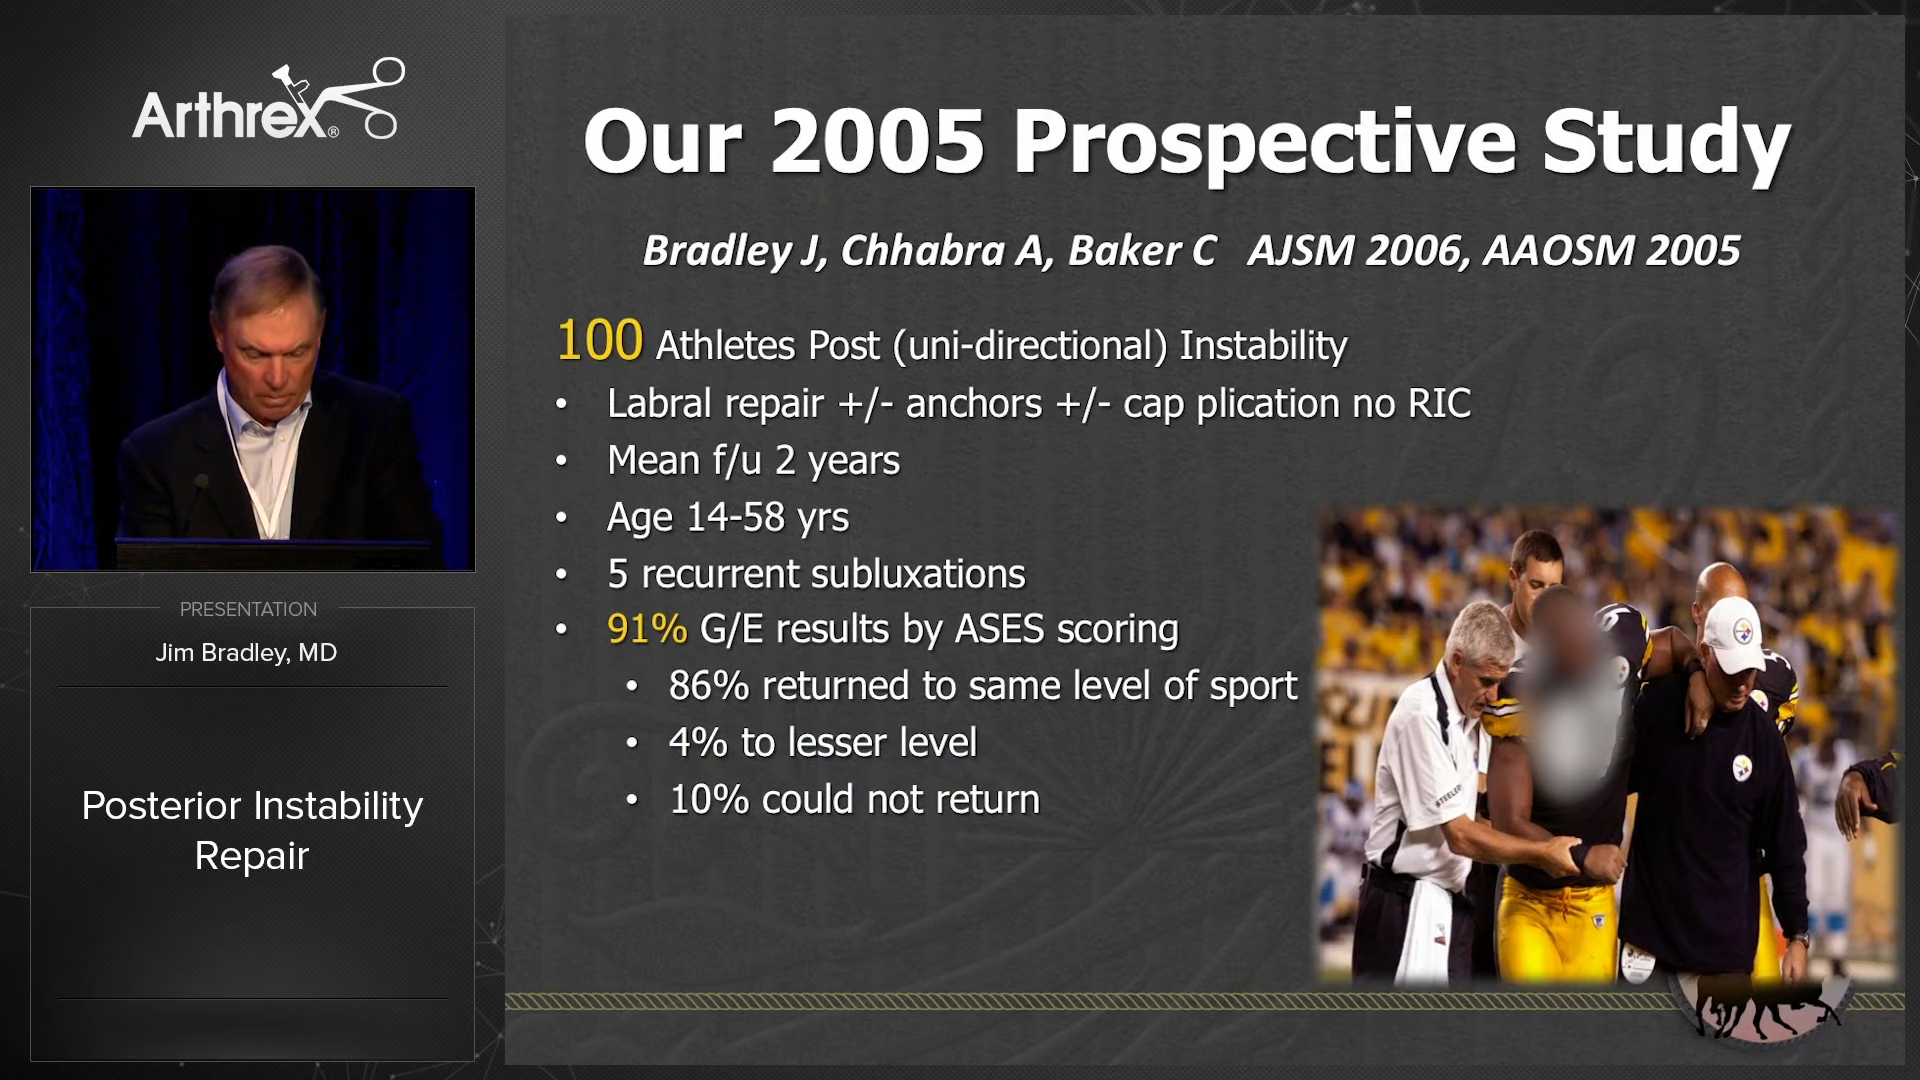 Arthrex®
PRESENTATION
Jim Bradley, MD
Posterior Instability
Repair
Our 2005 Prospective Study
Bradley J, Chhabra A, Baker C AJSM 2006, AAOSM 2005
100 Athletes Post (uni-directional) Instability
• Labral repair +/- anchors +/- cap plication no RIC
• Mean f/u 2 years
• Age 14-58 yrs
• 5 recurrent subluxations
• 91% G/E results by ASES scoring
• 86% returned to same level of sport
• 4% to lesser level
• 10% could not return
STEELERS